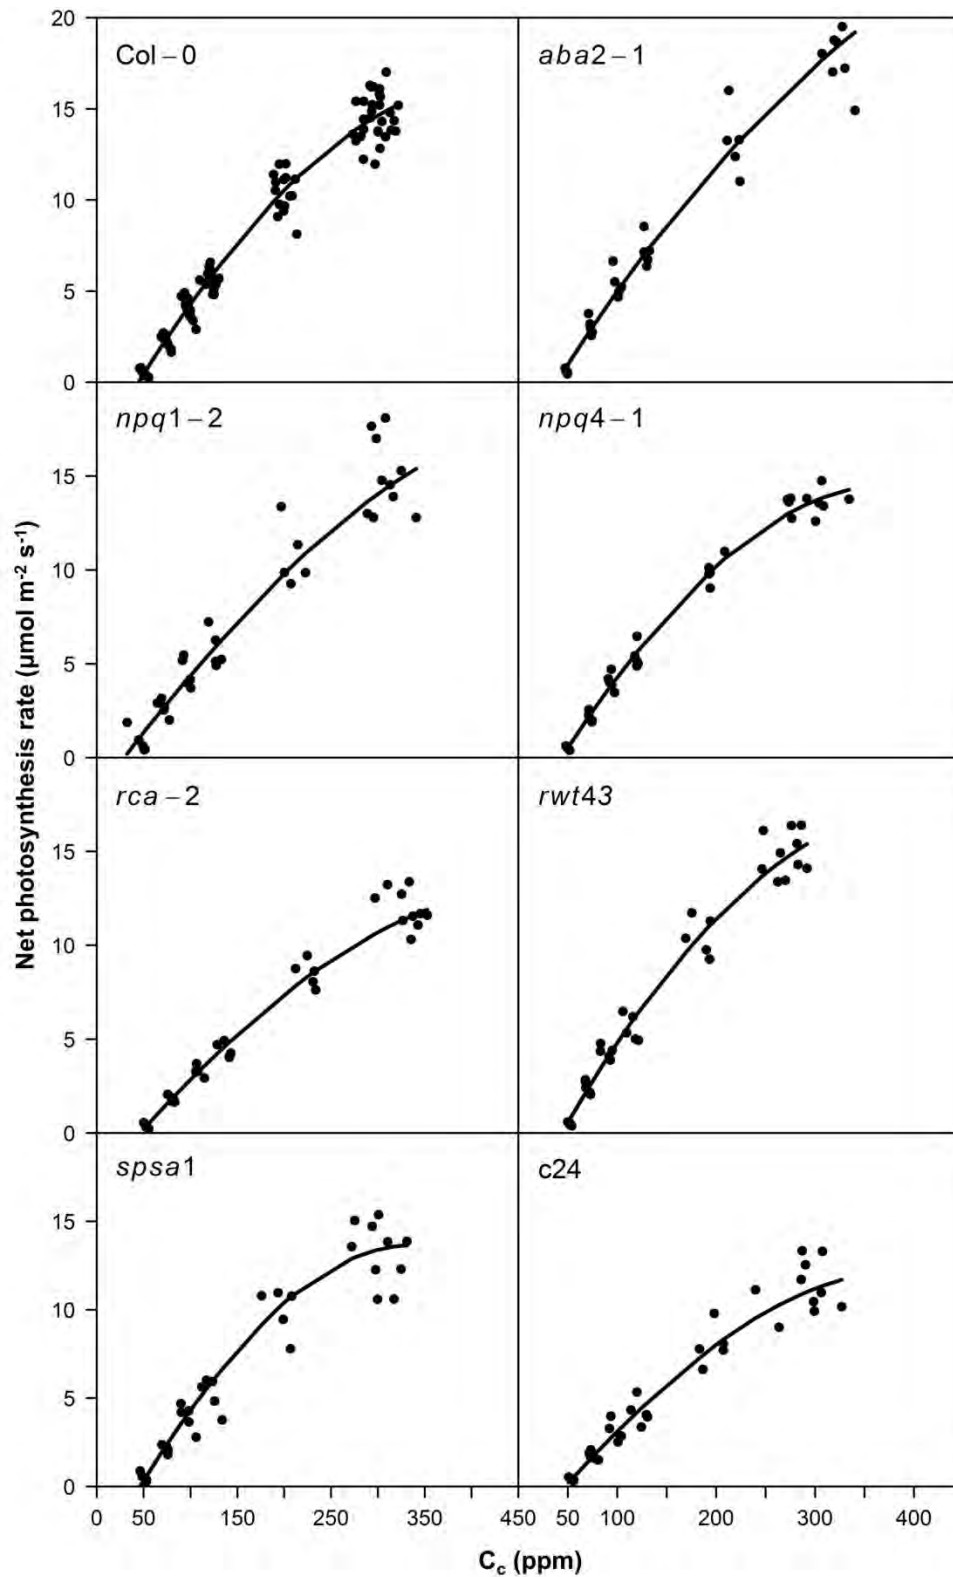 20
Col-0
aba2-1
15
10
5
0
npq1-2
npq4-1
15
10
5
0
rca-2
rwt43
15
10
5
0
spsa1
c24
15
10
5
0
0 50 150 250 350 450 50 100 200 300 400
Net photosynthesis rate (µmol m⁻² s⁻¹)
Cc (ppm)